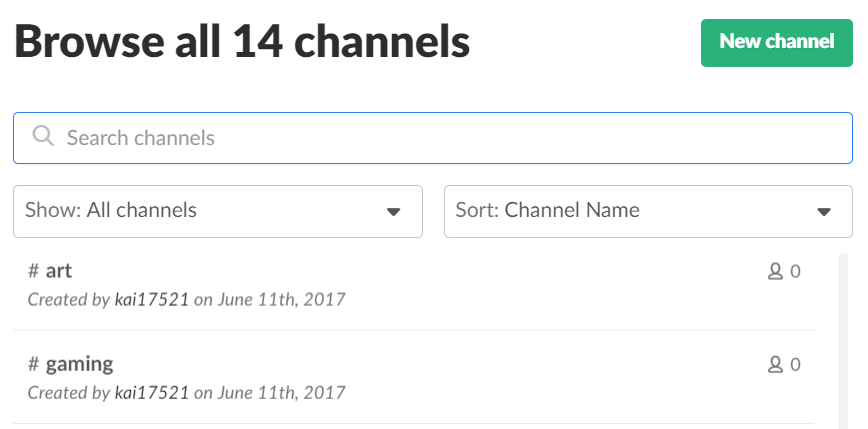 Browse all 14 channels
New channel
Search channels
Show: All channels
Sort: Channel Name
# art
0
Created by kai17521 on June 11th, 2017
# gaming
0
Created by kai17521 on June 11th, 2017